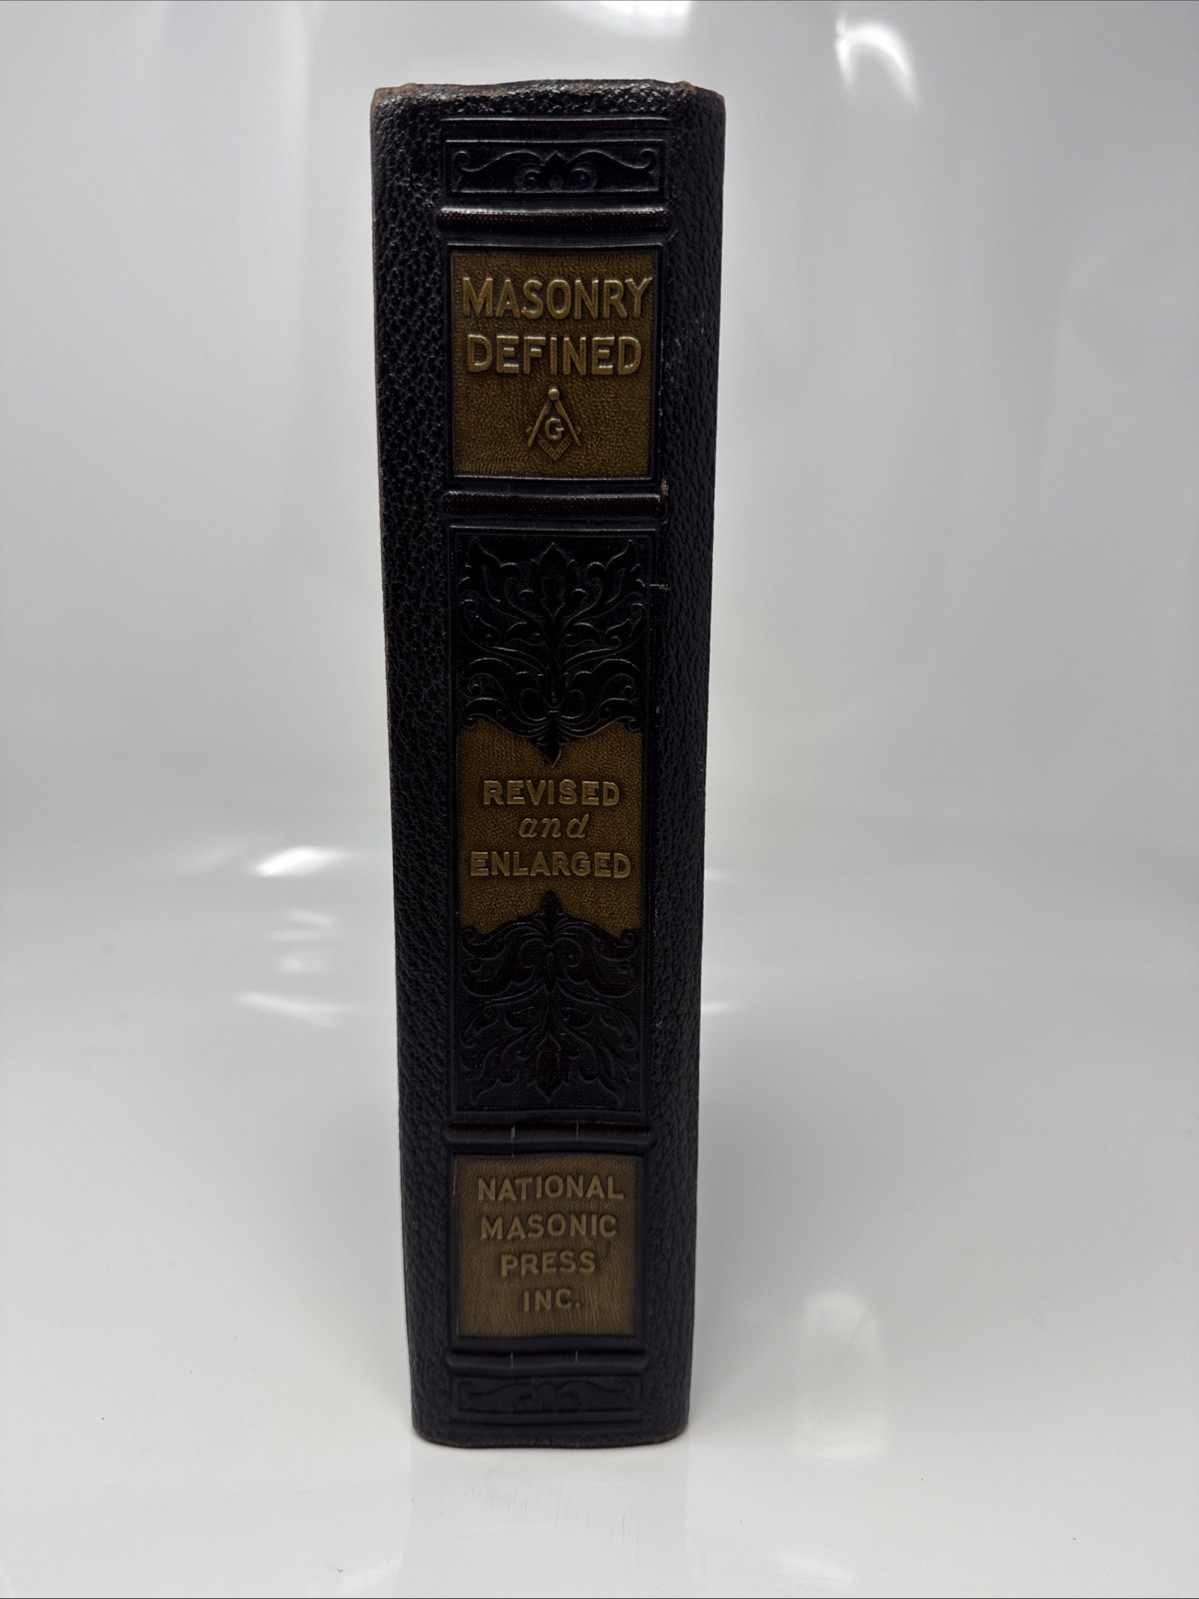 MASONRY
DEFINED
G
REVISED
and
ENLARGED
NATIONAL
MASONIC
PRESS
INC.